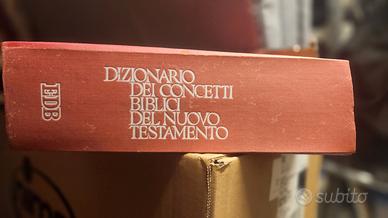 EDB
DIZIONARIO
DEI CONCETTI
BIBLICI
DEL NUOVO
TESTAMENTO
subito